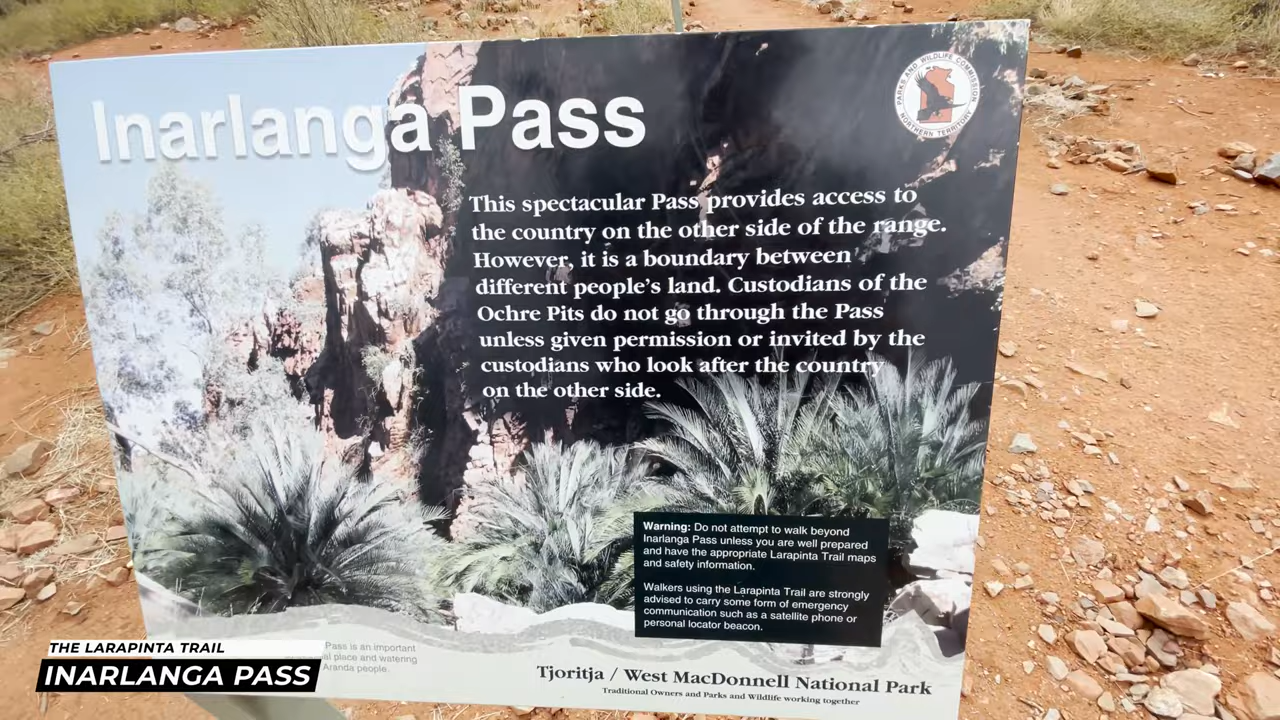 Inarlanga Pass
PARKS AND WILDLIFE COMMISSION
NORTHERN TERRITORY
This spectacular Pass provides access to
the country on the other side of the range.
However, it is a boundary between
different people's land. Custodians of the
Ochre Pits do not go through the Pass
unless given permission or invited by the
custodians who look after the country
on the other side.
Warning: Do not attempt to walk beyond
Inarlanga Pass unless you are well prepared
and have the appropriate Larapinta Trail maps
and safety information.
Walkers using the Larapinta Trail are strongly
advised to carry some form of emergency
communication such as a satellite phone or
personal locator beacon.
Pass is an important
place and watering
Aranda people.
Tjoritja / West MacDonnell National Park
Traditional Owners and Parks and Wildlife working together
THE LARAPINTA TRAIL
INARLANGA PASS